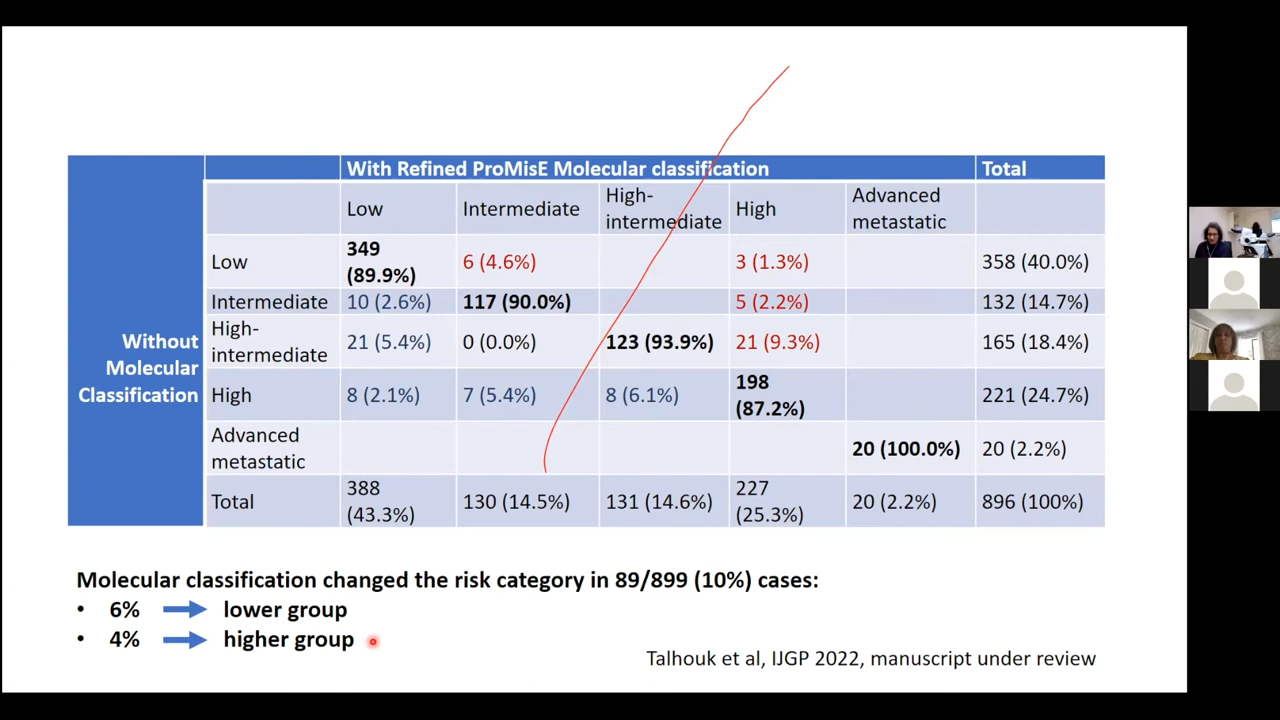 With Refined ProMisE Molecular classification Total
Low Intermediate High-intermediate High Advanced metastatic
Without Molecular Classification
Low 349 (89.9%) 6 (4.6%) 3 (1.3%) 358 (40.0%)
Intermediate 10 (2.6%) 117 (90.0%) 5 (2.2%) 132 (14.7%)
High-intermediate 21 (5.4%) 0 (0.0%) 123 (93.9%) 21 (9.3%) 165 (18.4%)
High 8 (2.1%) 7 (5.4%) 8 (6.1%) 198 (87.2%) 221 (24.7%)
Advanced metastatic 20 (100.0%) 20 (2.2%)
Total 388 (43.3%) 130 (14.5%) 131 (14.6%) 227 (25.3%) 20 (2.2%) 896 (100%)
Molecular classification changed the risk category in 89/899 (10%) cases:
• 6% lower group
• 4% higher group
Talhouk et al, IJGP 2022, manuscript under review